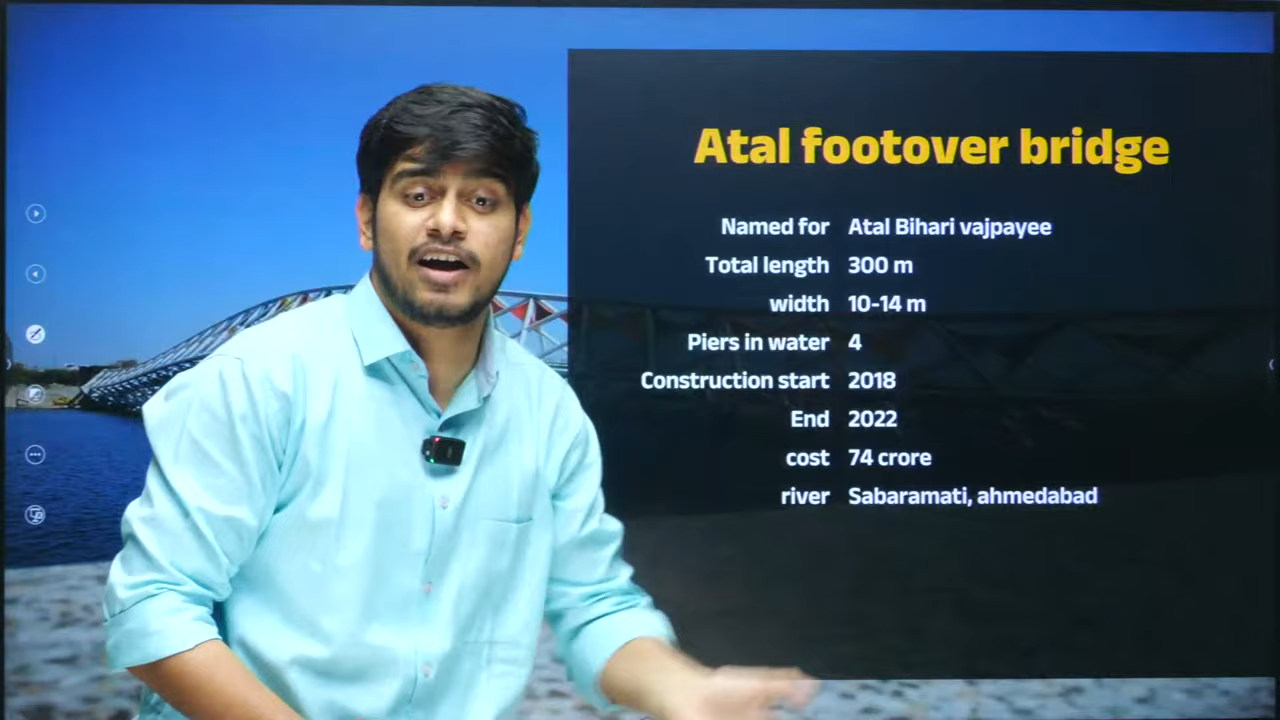 Atal footover bridge
Named for Atal Bihari vajpayee
Total length 300 m
width 10-14 m
Piers in water 4
Construction start 2018
End 2022
cost 74 crore
river Sabaramati, ahmedabad